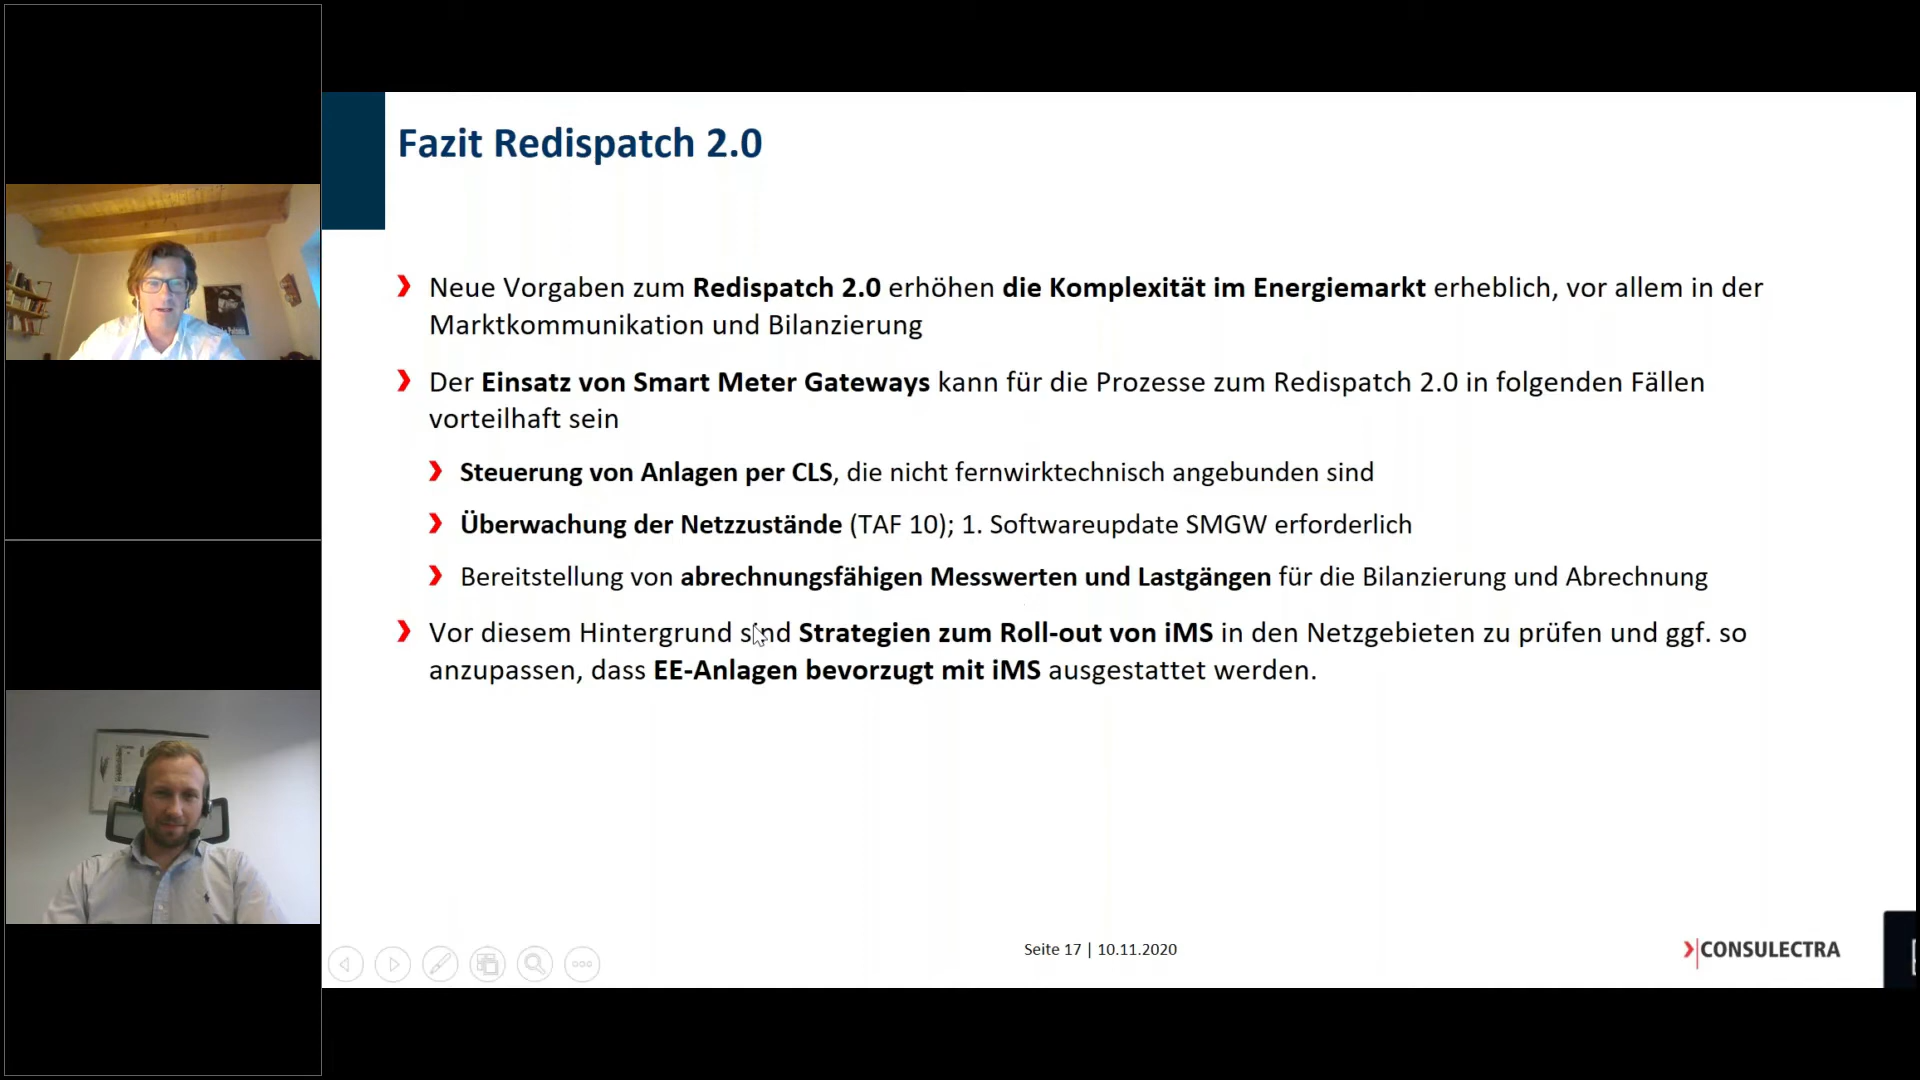 Fazit Redispatch 2.0
Neue Vorgaben zum Redispatch 2.0 erhöhen die Komplexität im Energiemarkt erheblich, vor allem in der
Marktkommunikation und Bilanzierung
Der Einsatz von Smart Meter Gateways kann für die Prozesse zum Redispatch 2.0 in folgenden Fällen
vorteilhaft sein
Steuerung von Anlagen per CLS, die nicht fernwirktechnisch angebunden sind
Überwachung der Netzzustände (TAF 10); 1. Softwareupdate SMGW erforderlich
Bereitstellung von abrechnungsfähigen Messwerten und Lastgängen für die Bilanzierung und Abrechnung
Vor diesem Hintergrund sind Strategien zum Roll-out von iMS in den Netzgebieten zu prüfen und ggf. so
anzupassen, dass EE-Anlagen bevorzugt mit iMS ausgestattet werden.
Seite 17 | 10.11.2020
CONSULECTRA